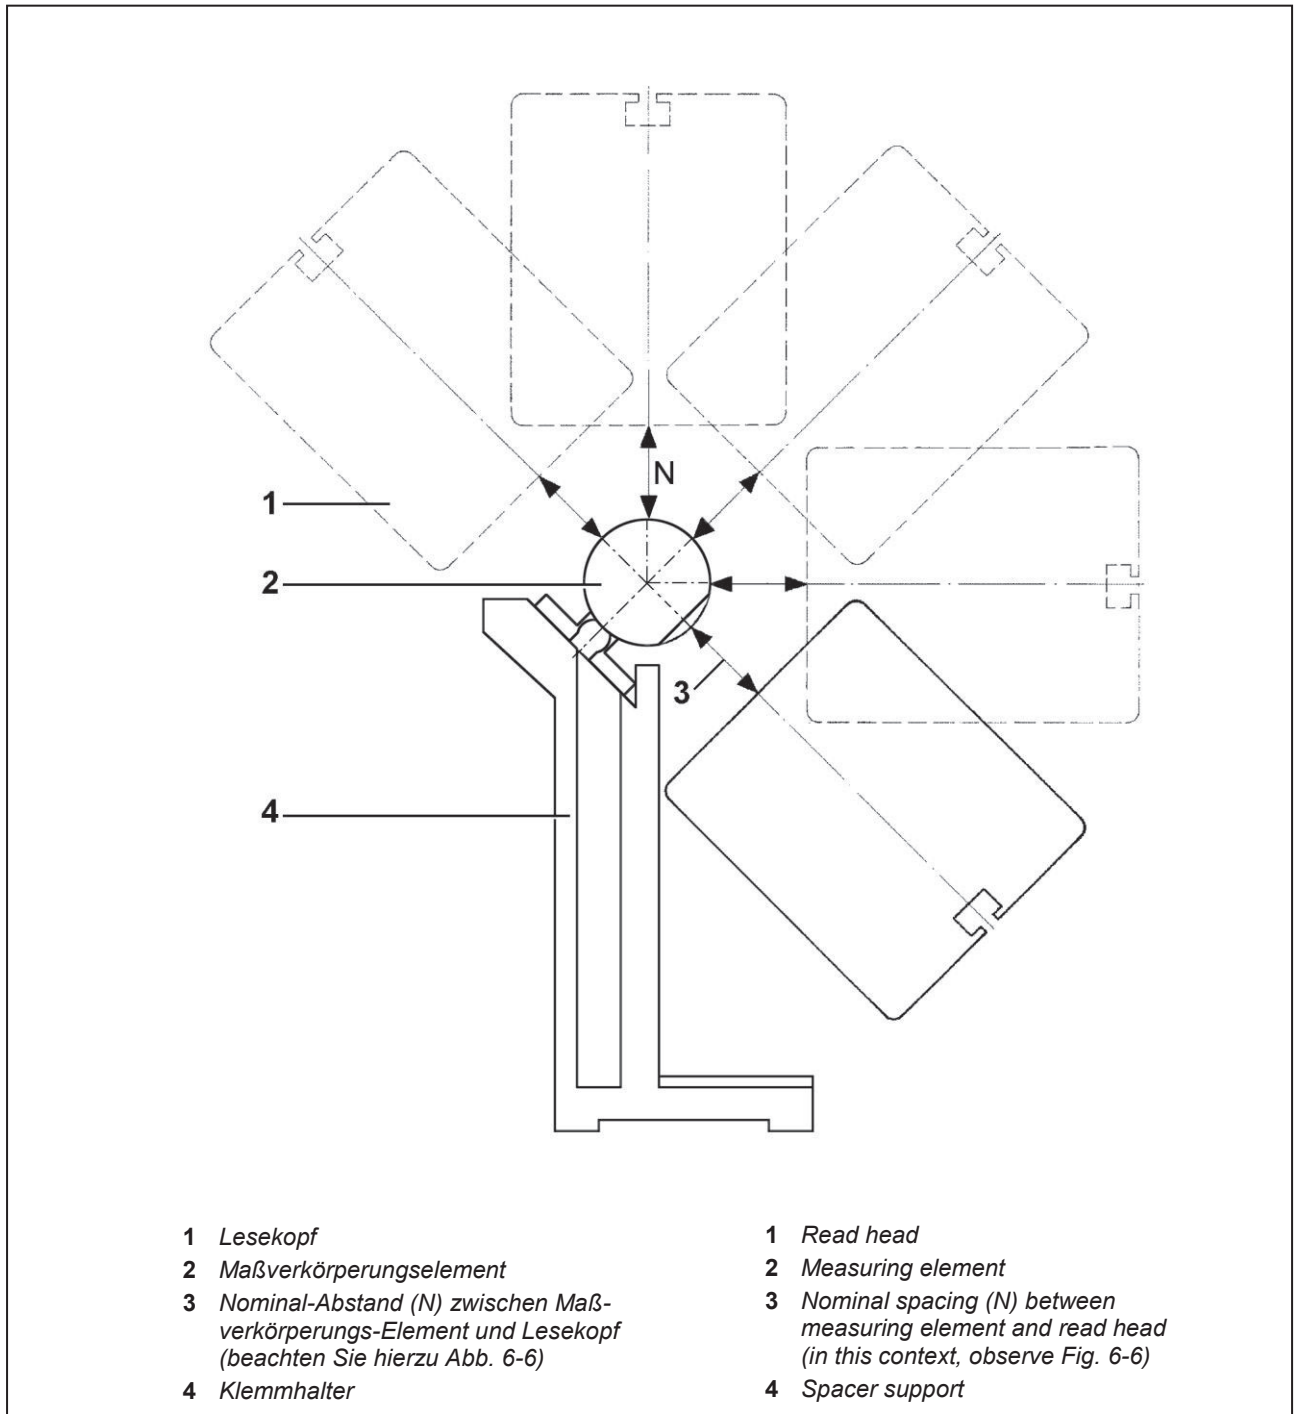 N
1
2
3
4
1 Lesekopf
2 Maßverkörperungselement
3 Nominal-Abstand (N) zwischen Maß-
verkörperungs-Element und Lesekopf
(beachten Sie hierzu Abb. 6-6)
4 Klemmhalter
1 Read head
2 Measuring element
3 Nominal spacing (N) between
measuring element and read head
(in this context, observe Fig. 6-6)
4 Spacer support